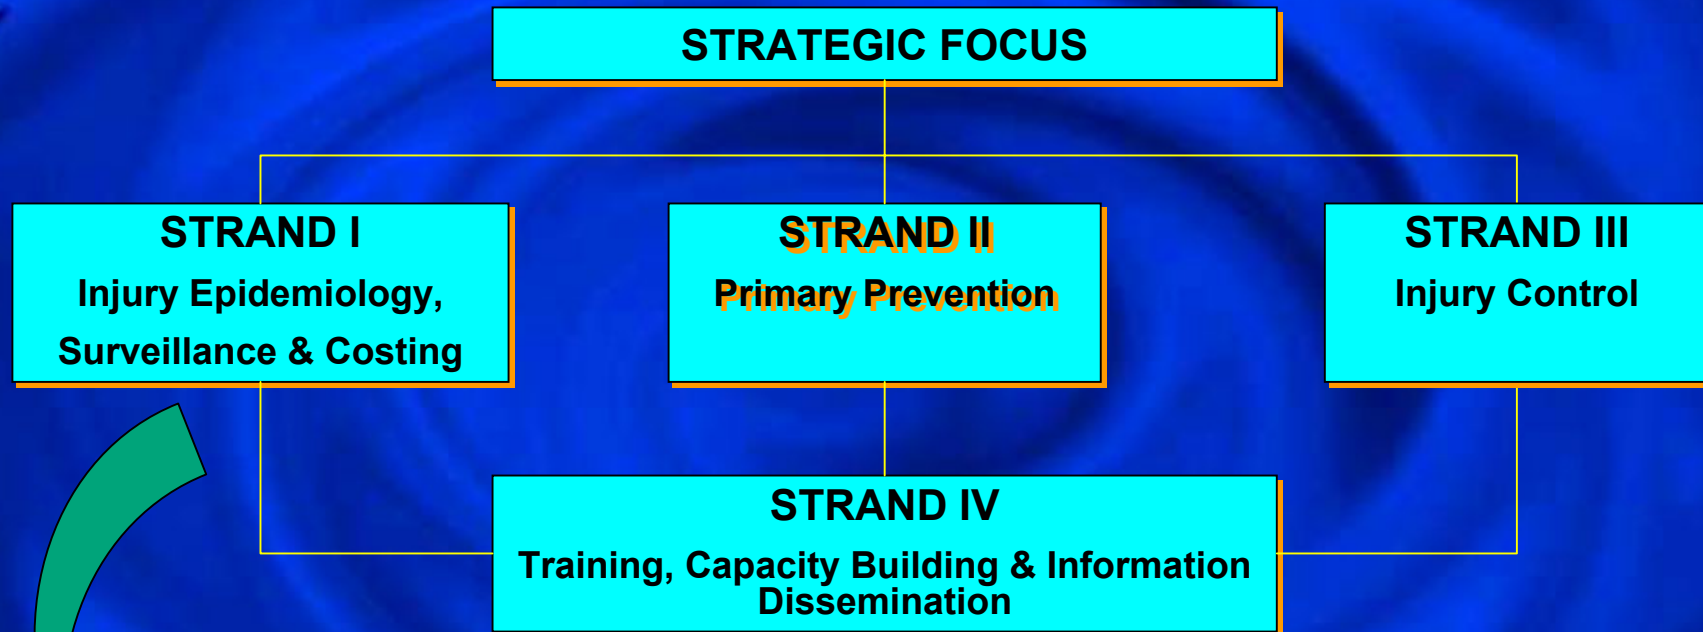 STRATEGIC FOCUS
STRAND I
Injury Epidemiology,
Surveillance & Costing
STRAND II
Primary Prevention
STRAND III
Injury Control
STRAND IV
Training, Capacity Building & Information
Dissemination